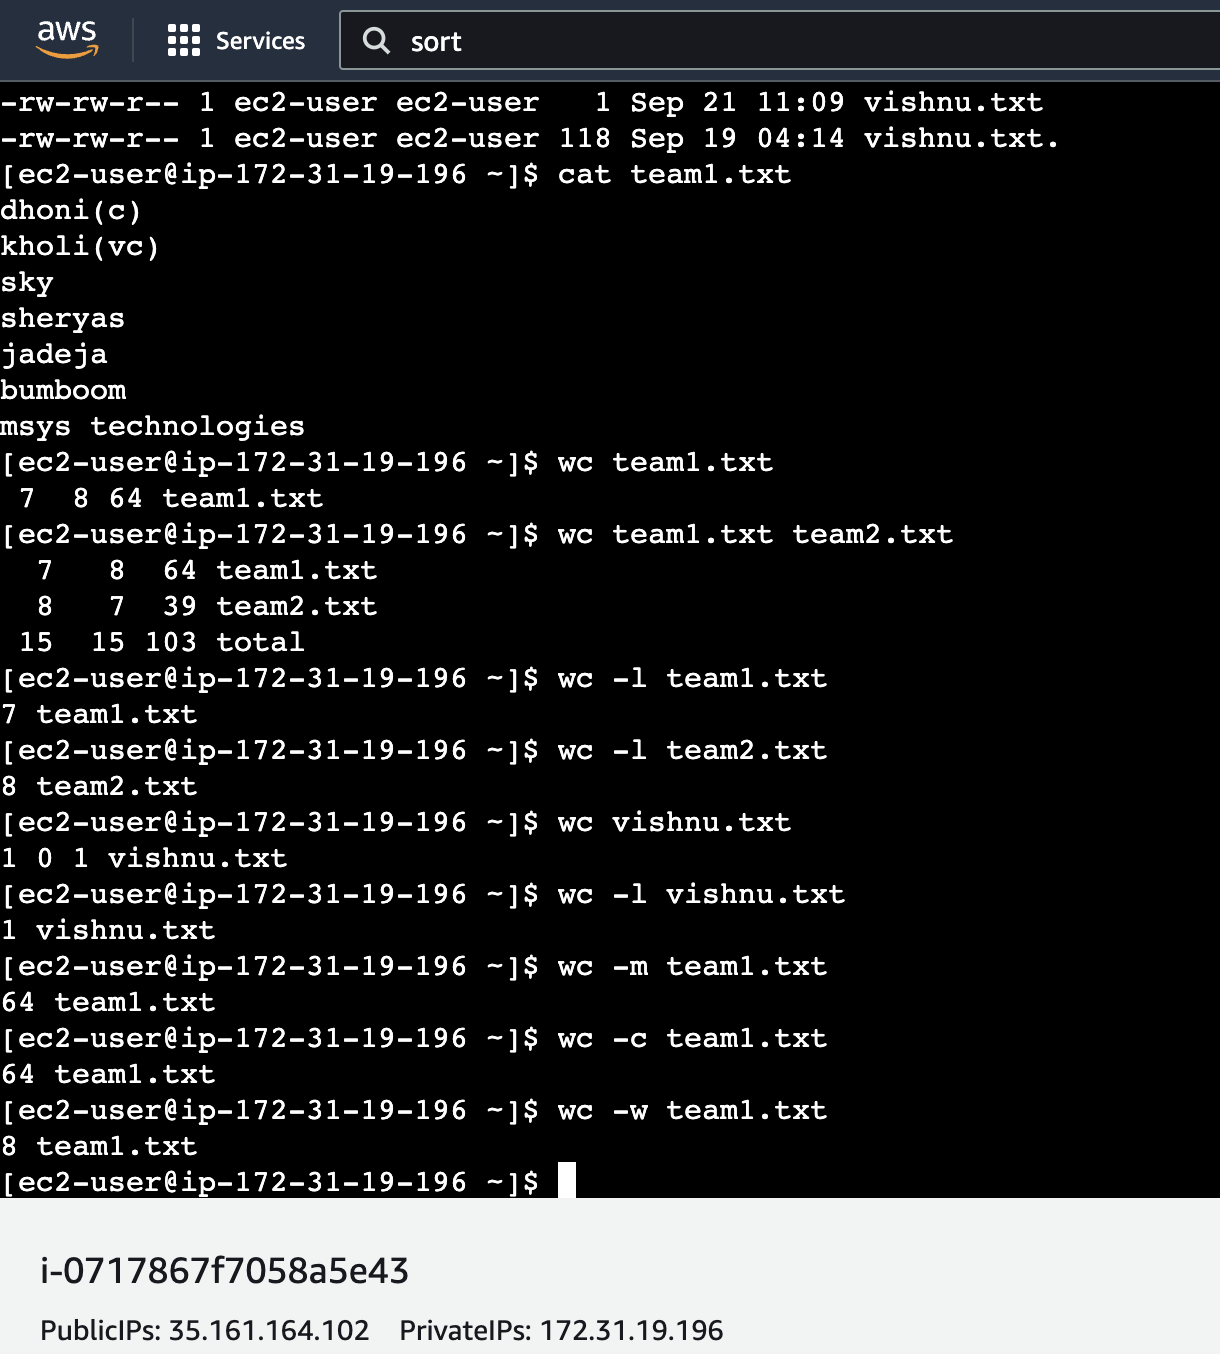 aws Services sort
-rw-rw-r-- 1 ec2-user ec2-user   1 Sep 21 11:09 vishnu.txt
-rw-rw-r-- 1 ec2-user ec2-user 118 Sep 19 04:14 vishnu.txt.
[ec2-user@ip-172-31-19-196 ~]$ cat team1.txt
dhoni(c)
kholi(vc)
sky
sheryas
jadeja
bumboom
msys technologies
[ec2-user@ip-172-31-19-196 ~]$ wc team1.txt
 7  8 64 team1.txt
[ec2-user@ip-172-31-19-196 ~]$ wc team1.txt team2.txt
  7   8  64 team1.txt
  8   7  39 team2.txt
 15  15 103 total
[ec2-user@ip-172-31-19-196 ~]$ wc -l team1.txt
7 team1.txt
[ec2-user@ip-172-31-19-196 ~]$ wc -l team2.txt
8 team2.txt
[ec2-user@ip-172-31-19-196 ~]$ wc vishnu.txt
1 0 1 vishnu.txt
[ec2-user@ip-172-31-19-196 ~]$ wc -l vishnu.txt
1 vishnu.txt
[ec2-user@ip-172-31-19-196 ~]$ wc -m team1.txt
64 team1.txt
[ec2-user@ip-172-31-19-196 ~]$ wc -c team1.txt
64 team1.txt
[ec2-user@ip-172-31-19-196 ~]$ wc -w team1.txt
8 team1.txt
[ec2-user@ip-172-31-19-196 ~]$
i-0717867f7058a5e43
PublicIPs: 35.161.164.102 PrivateIPs: 172.31.19.196